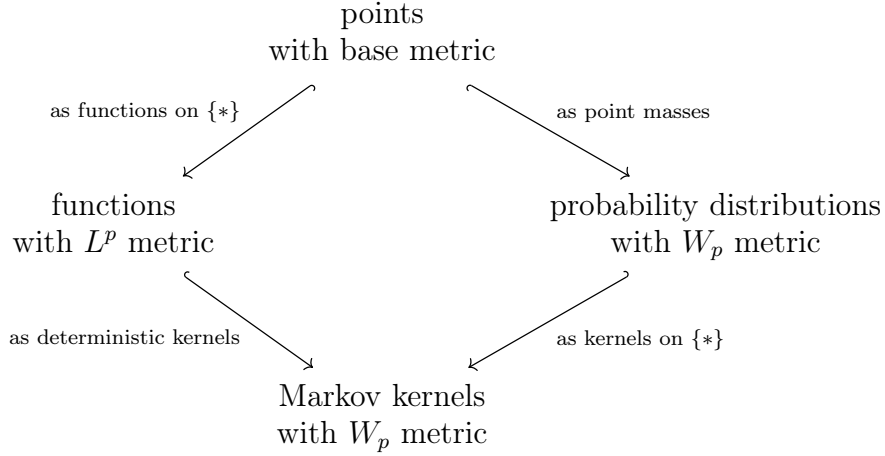 points
with base metric
as functions on {*}
as point masses
functions
with L^p metric
probability distributions
with W_p metric
as deterministic kernels
as kernels on {*}
Markov kernels
with W_p metric